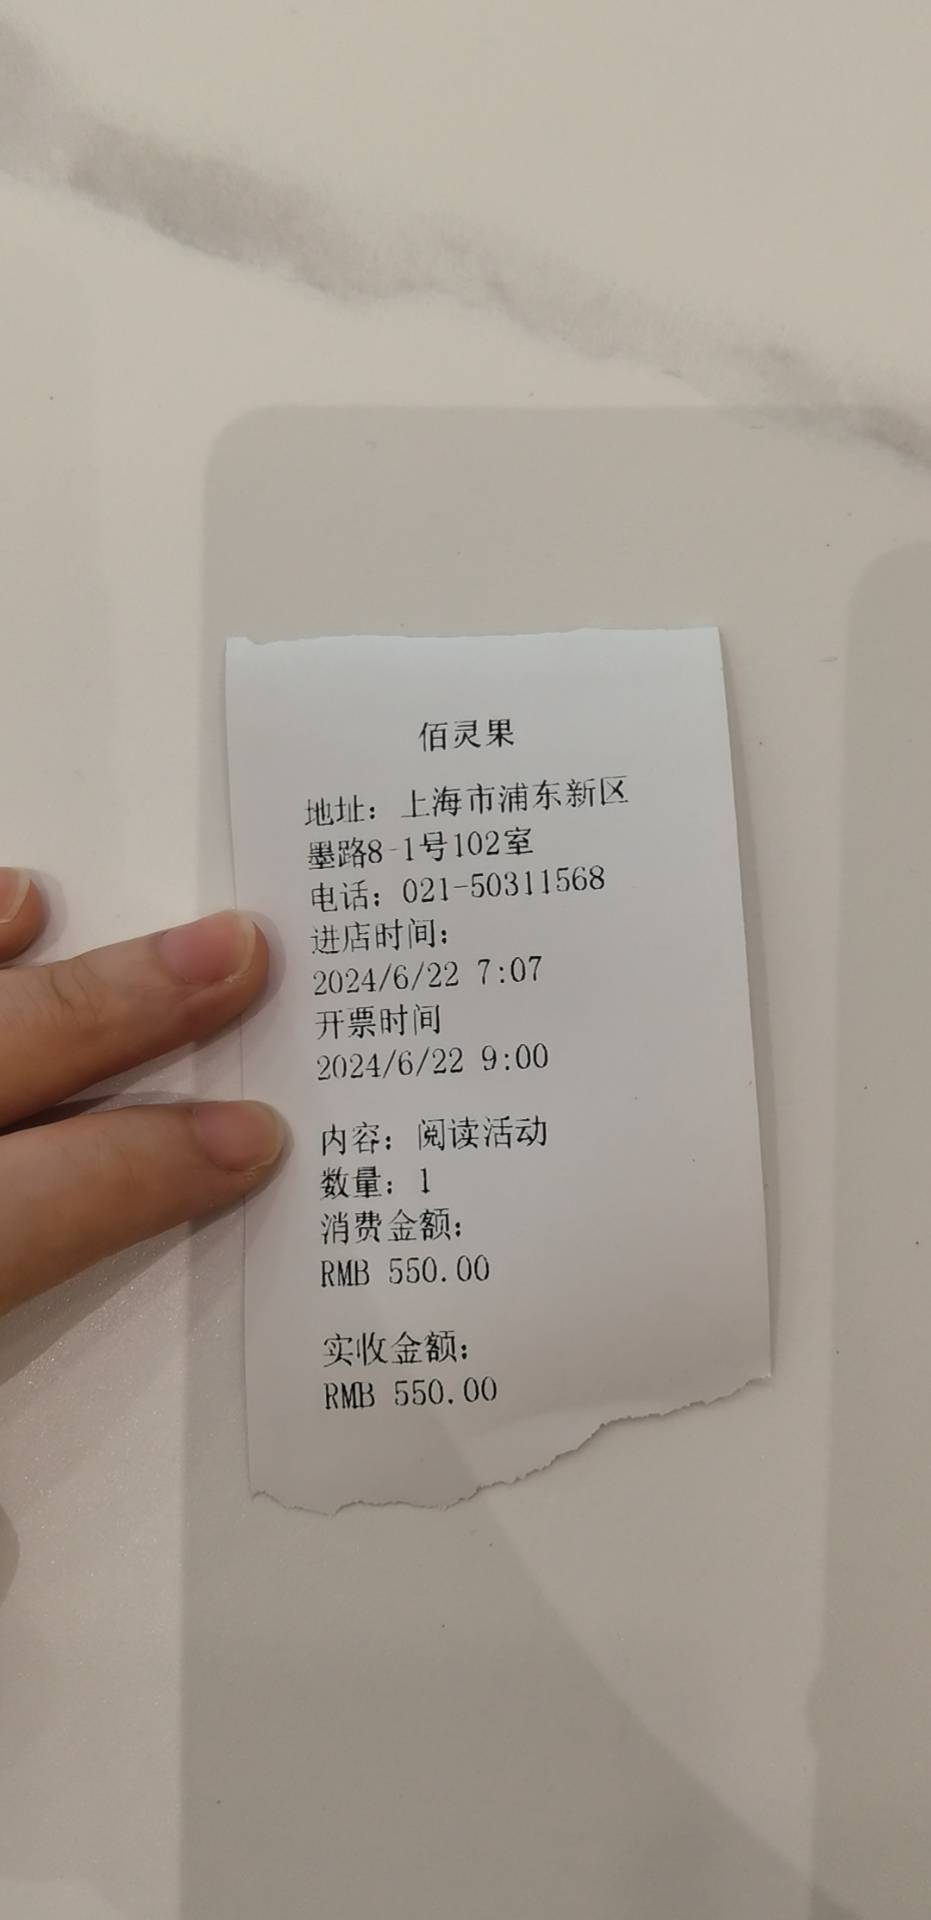 佰灵果
地址：上海市浦东新区
墨路8-1号102室
电话：021-50311568
进店时间：
2024/6/22 7:07
开票时间
2024/6/22 9:00
内容：阅读活动
数量：1
消费金额：
RMB 550.00
实收金额：
RMB 550.00